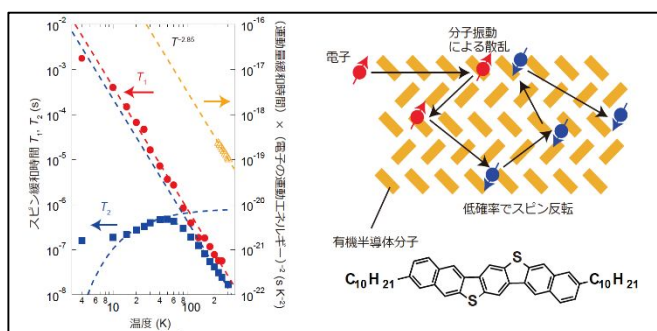 スピン緩和時間 T₁, T₂ (s)
10⁻²
10⁻³
10⁻⁴
10⁻⁵
10⁻⁶
10⁻⁷
10⁻⁸
T⁻²·⁸⁵
T₁
T₂
10⁻¹⁶
10⁻¹⁷
10⁻¹⁸
10⁻¹⁹
10⁻²⁰
10⁻²¹
10⁻²²
(運動量緩和時間) × (電子の運動エネルギー)⁻² (s K⁻²)
4 6 10 2 4 6 100 2
温度 (K)
電子
分子振動
による散乱
低確率でスピン反転
有機半導体分子
C₁₀H₂₁
S
S
C₁₀H₂₁